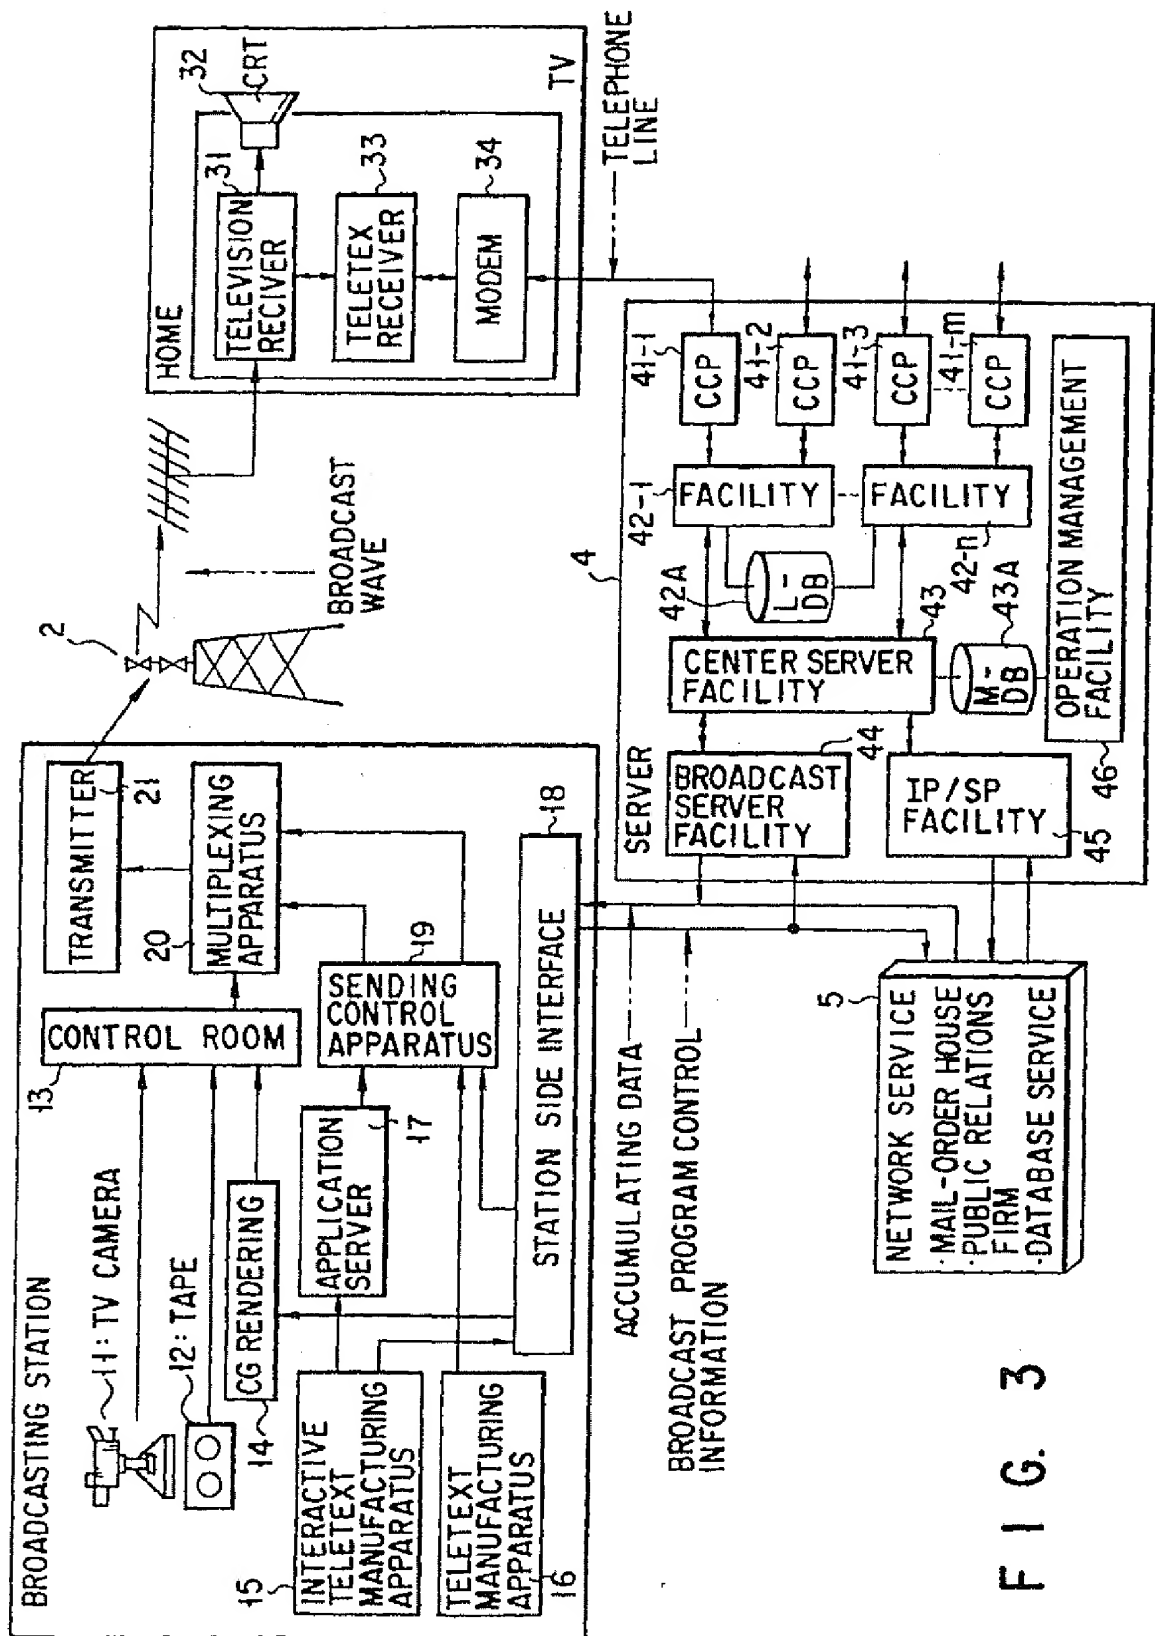 BROADCASTING STATION
11:TV CAMERA
12:TAPE
13
CONTROL ROOM
TRANSMITTER
21
20
MULTIPLEXING
APPARATUS
14
CG RENDERING
15
INTERACTIVE
TELETEXT
MANUFACTURING
APPARATUS
APPLICATION
SERVER
17
SENDING
CONTROL
APPARATUS
19
TELETEXT
MANUFACTURING
APPARATUS
16
STATION SIDE INTERFACE
18
2
BROADCAST
WAVE
HOME
TELEVISION
RECIVER
31
32
CRT
TELETEX
RECEIVER
33
MODEM
34
TV
TELEPHONE
LINE
ACCUMULATING DATA
BROADCAST PROGRAM CONTROL
INFORMATION
SERVER
4
BROADCAST
SERVER
FACILITY
44
CENTER SERVER
FACILITY
43
42A
L-
DB
42-1
FACILITY
FACILITY
42-n
41-1
CCP
41-2
CCP
41-3
CCP
41-m
CCP
IP/SP
FACILITY
45
M-
DB
43A
46
OPERATION MANAGEMENT
FACILITY
5
NETWORK SERVICE
·MAIL-ORDER HOUSE
·PUBLIC RELATIONS
FIRM
·DATABASE SERVICE
FIG. 3